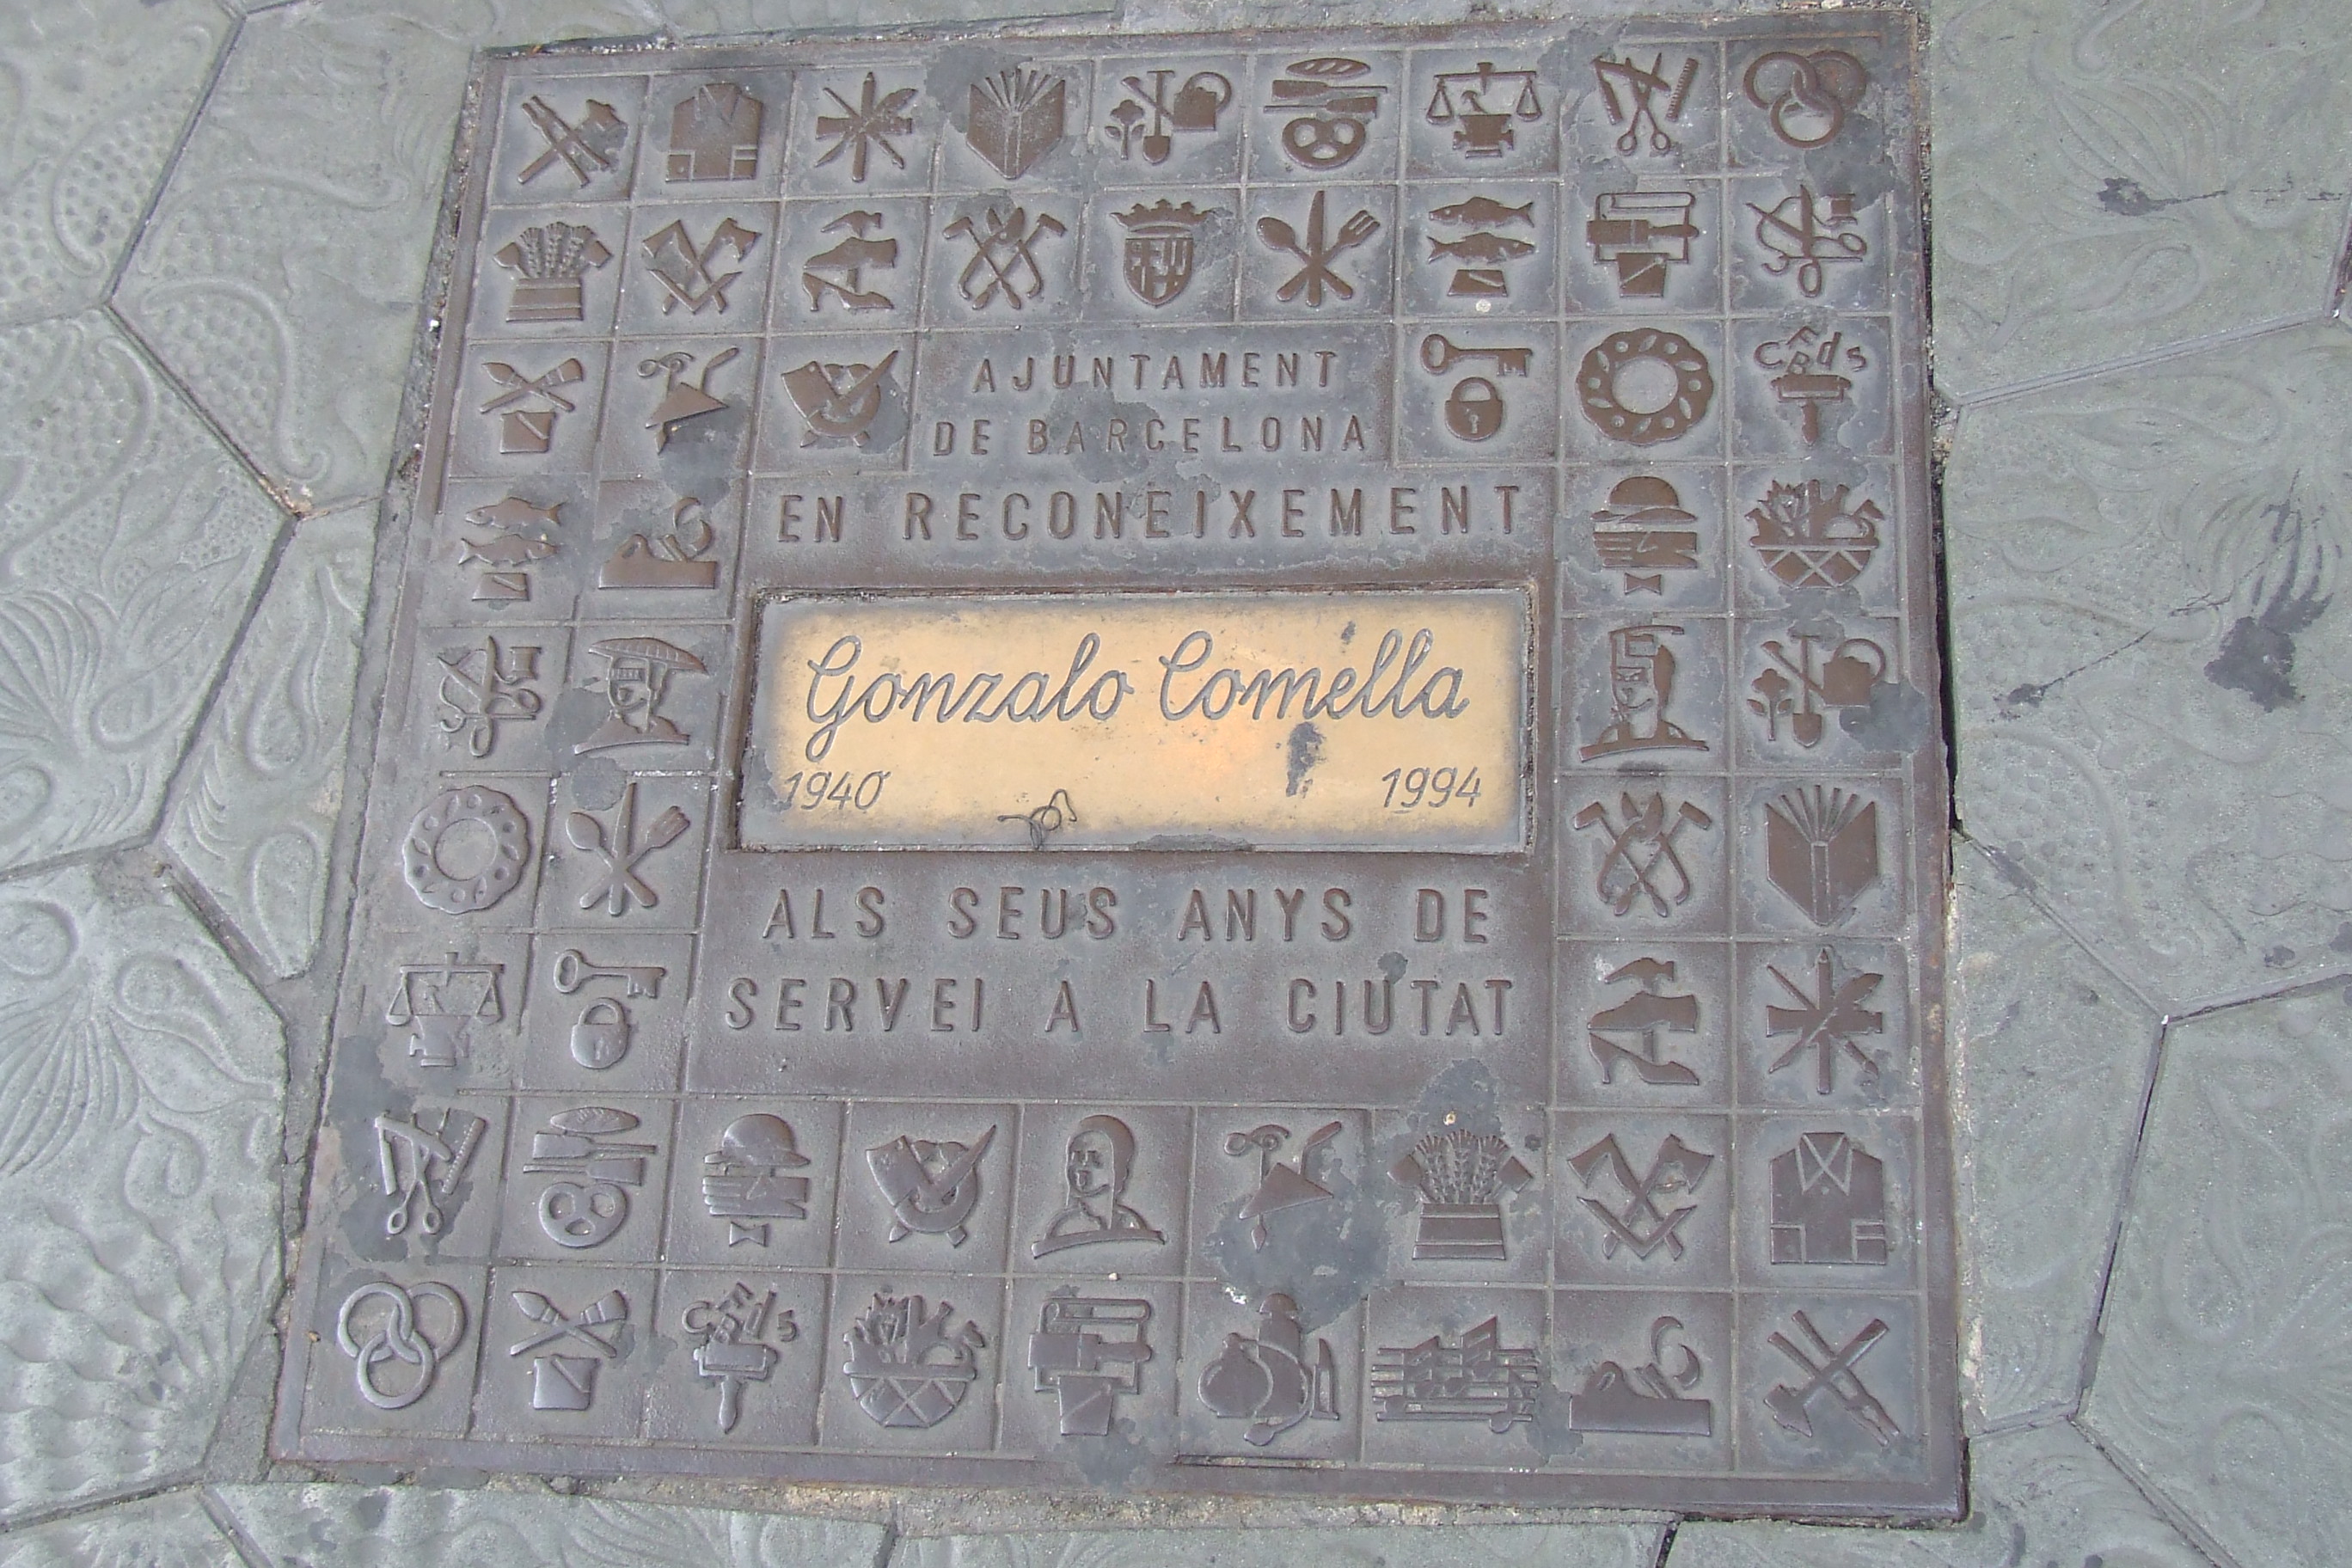 AJUNTAMENT
DE BARCELONA
EN RECONEIXEMENT
Gonzalo Comella
1940 1994
ALS SEUS ANYS DE
SERVEI A LA CIUTAT